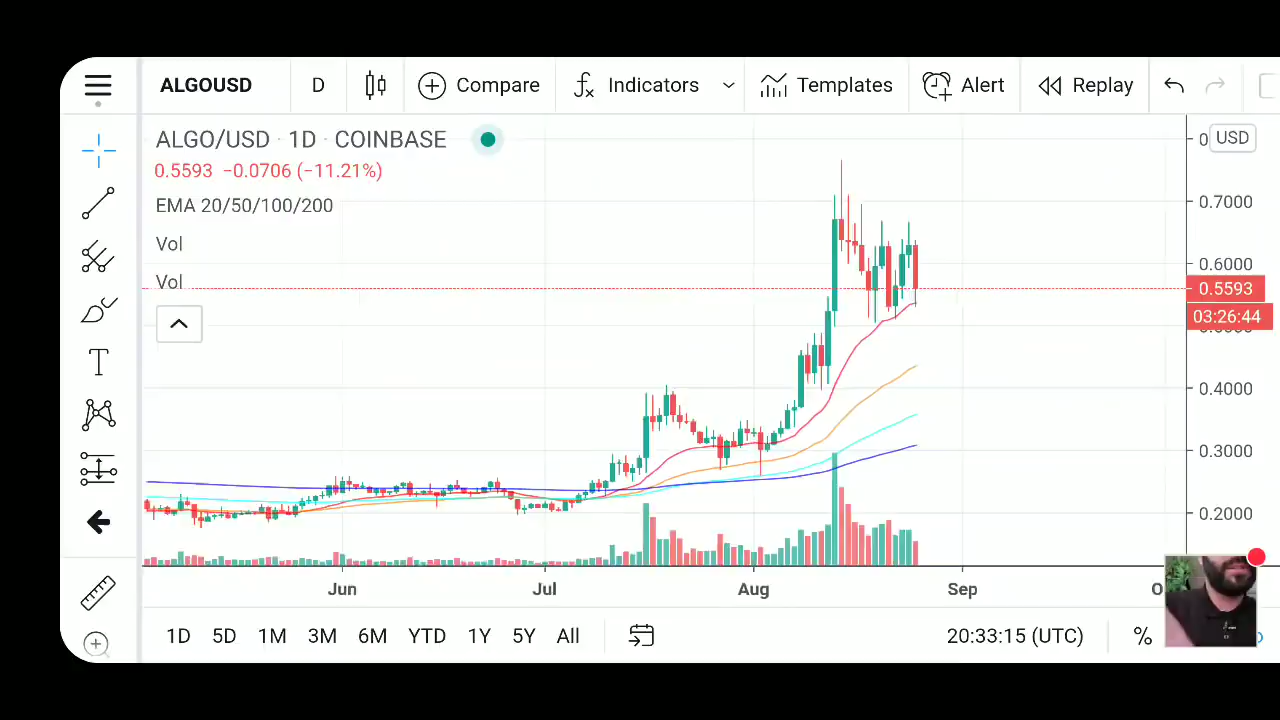 ALGOUSD D Compare Indicators Templates Alert Replay
ALGO/USD · 1D · COINBASE
0.5593 −0.0706 (−11.21%)
EMA 20/50/100/200
Vol
Vol
USD
0.7000
0.6000
0.5593
03:26:44
0.4000
0.3000
0.2000
Jun Jul Aug Sep
1D 5D 1M 3M 6M YTD 1Y 5Y All 20:33:15 (UTC) %